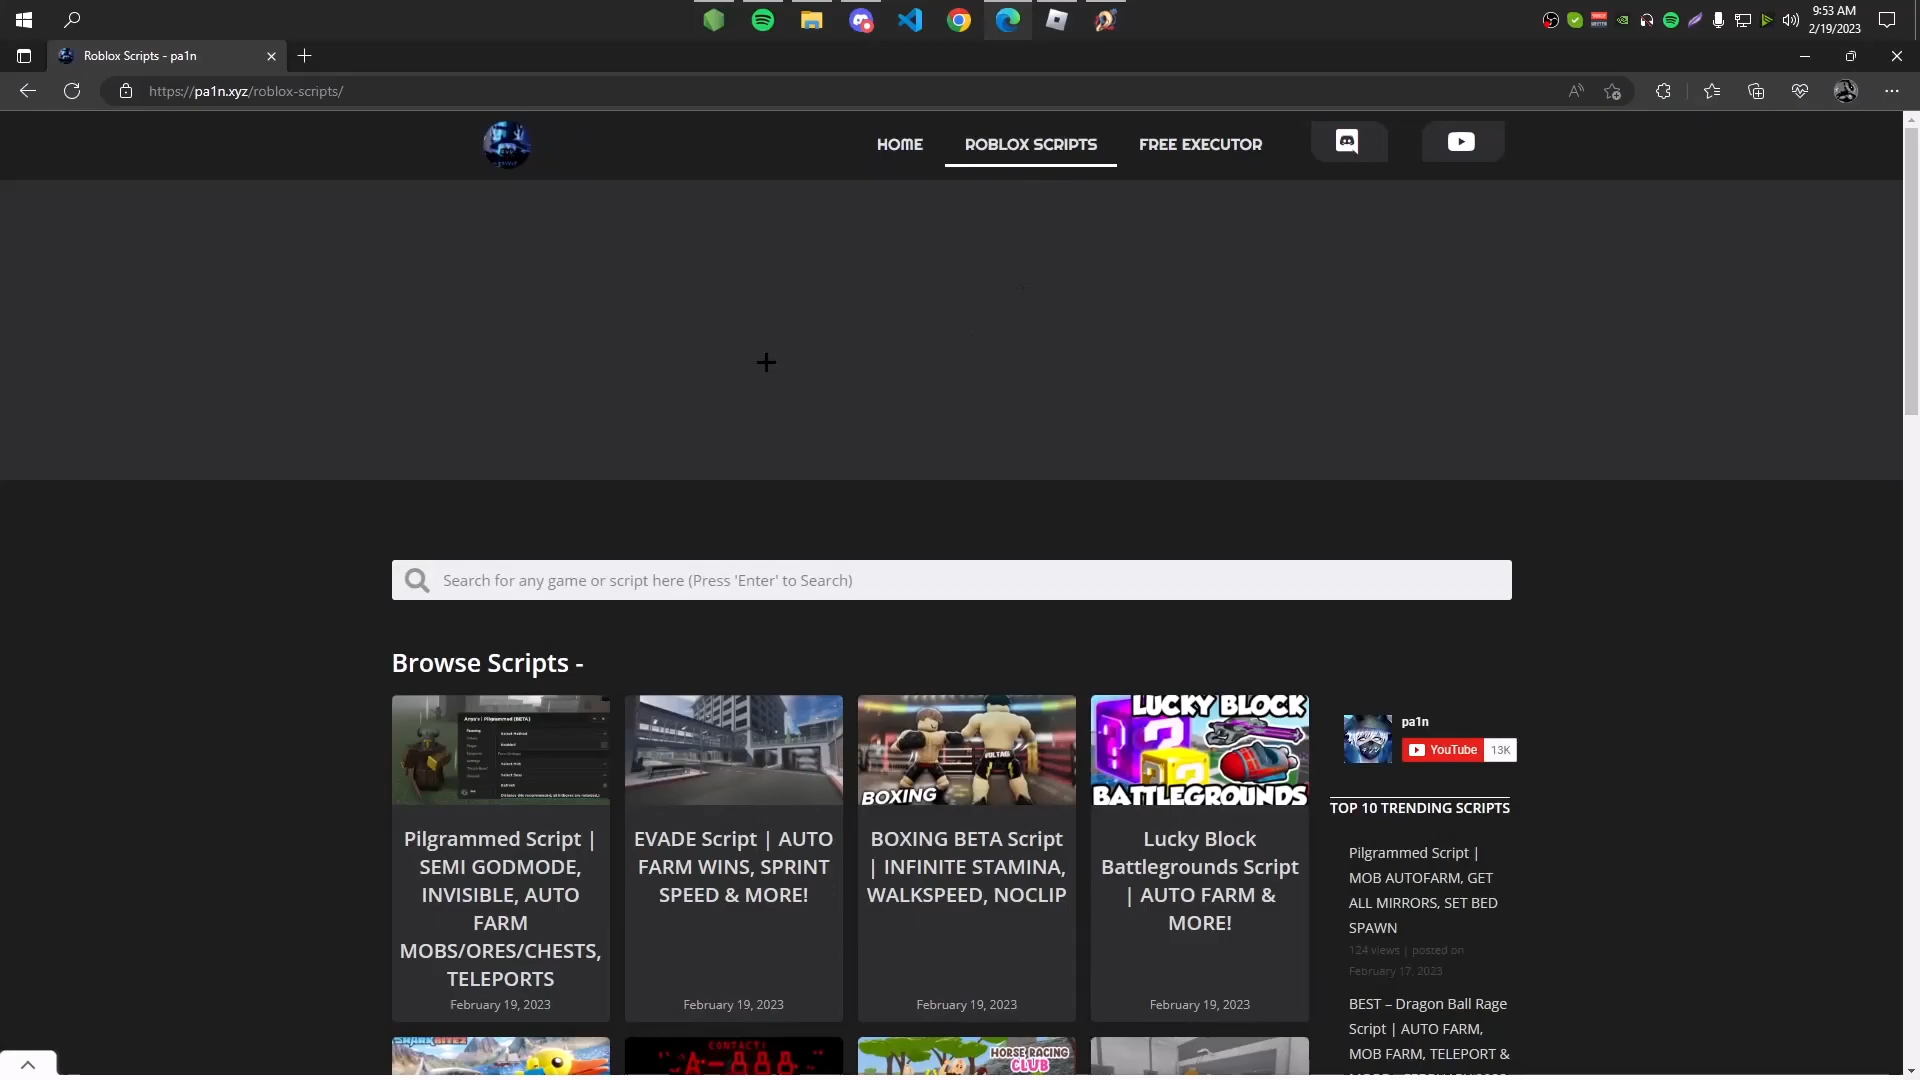 9:53 AM
2/19/2023
Roblox Scripts - pa1n
https://pa1n.xyz/roblox-scripts/
HOME
ROBLOX SCRIPTS
FREE EXECUTOR
Search for any game or script here (Press 'Enter' to Search)
Browse Scripts -
Pilgrammed Script |
SEMI GODMODE,
INVISIBLE, AUTO
FARM
MOBS/ORES/CHESTS,
TELEPORTS
February 19, 2023
EVADE Script | AUTO
FARM WINS, SPRINT
SPEED & MORE!
February 19, 2023
BOXING
BOXING BETA Script
| INFINITE STAMINA,
WALKSPEED, NOCLIP
February 19, 2023
LUCKY BLOCK
BATTLEGROUNDS
Lucky Block
Battlegrounds Script
| AUTO FARM &
MORE!
February 19, 2023
pa1n
YouTube 13K
TOP 10 TRENDING SCRIPTS
Pilgrammed Script |
MOB AUTOFARM, GET
ALL MIRRORS, SET BED
SPAWN
124 views | posted on
February 17, 2023
BEST – Dragon Ball Rage
Script | AUTO FARM,
MOB FARM, TELEPORT &
SHARKBITE2
CONTACT!
A-888
HORSE RACING
CLUB